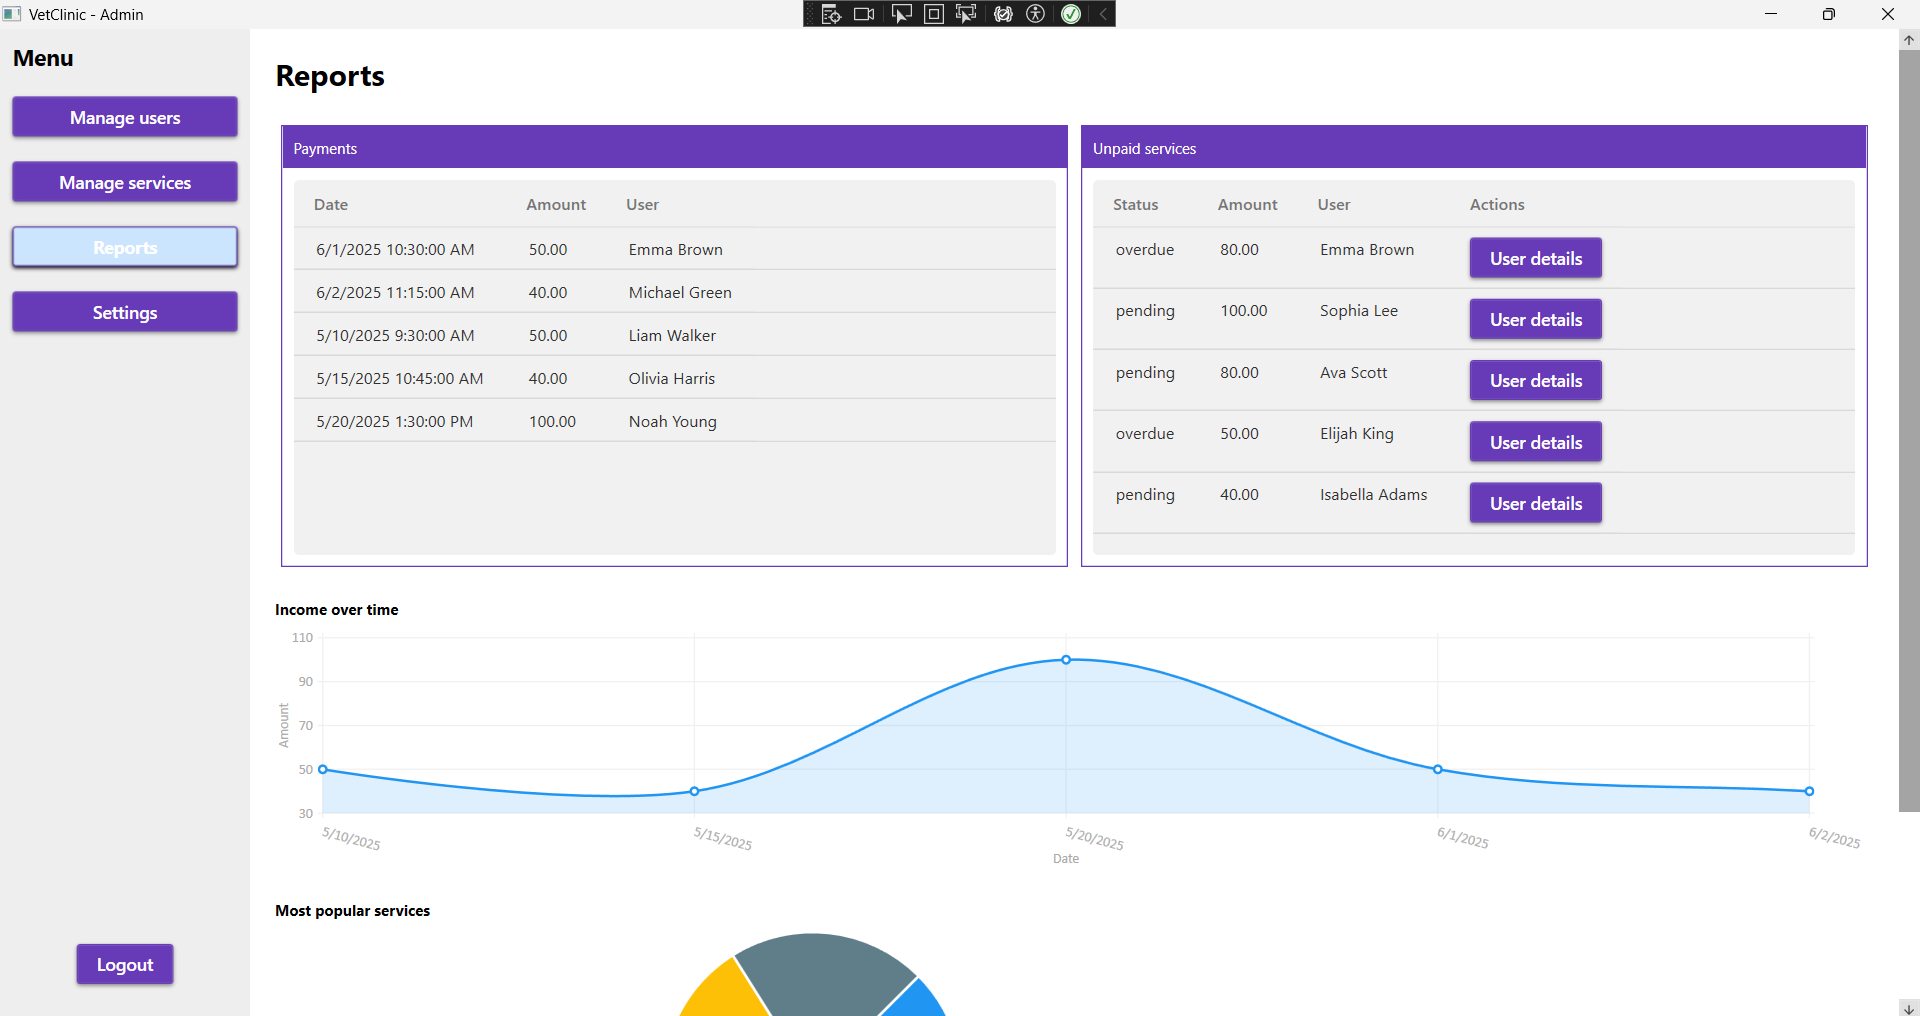 VetClinic - Admin
Menu
Manage users
Manage services
Reports
Settings
Logout
Reports
Payments
Date Amount User
6/1/2025 10:30:00 AM 50.00 Emma Brown
6/2/2025 11:15:00 AM 40.00 Michael Green
5/10/2025 9:30:00 AM 50.00 Liam Walker
5/15/2025 10:45:00 AM 40.00 Olivia Harris
5/20/2025 1:30:00 PM 100.00 Noah Young
Unpaid services
Status Amount User Actions
overdue 80.00 Emma Brown User details
pending 100.00 Sophia Lee User details
pending 80.00 Ava Scott User details
overdue 50.00 Elijah King User details
pending 40.00 Isabella Adams User details
Income over time
110
90
70
50
30
Amount
5/10/2025 5/15/2025 5/20/2025 6/1/2025 6/2/2025
Date
Most popular services